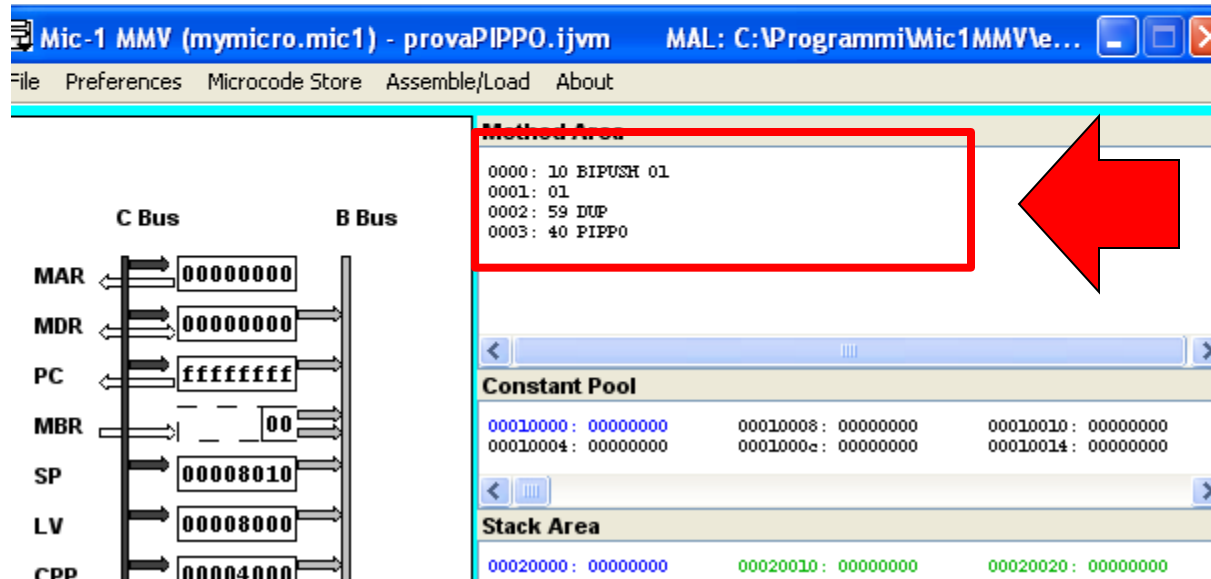 Mic-1 MMV (mymicro.mic1) - provaPIPPO.ijvm MAL: C:\Programmi\Mic1MMV\e...
File Preferences Microcode Store Assemble/Load About
Method Area
0000: 10 BIPUSH 01
0001: 01
0002: 59 DUP
0003: 40 PIPPO
C Bus B Bus
MAR 00000000
MDR 00000000
PC ffffffff
MBR 00
SP 00008010
LV 00008000
CPP 00004000
Constant Pool
00010000: 00000000 00010008: 00000000 00010010: 00000000
00010004: 00000000 0001000c: 00000000 00010014: 00000000
Stack Area
00020000: 00000000 00020010: 00000000 00020020: 00000000